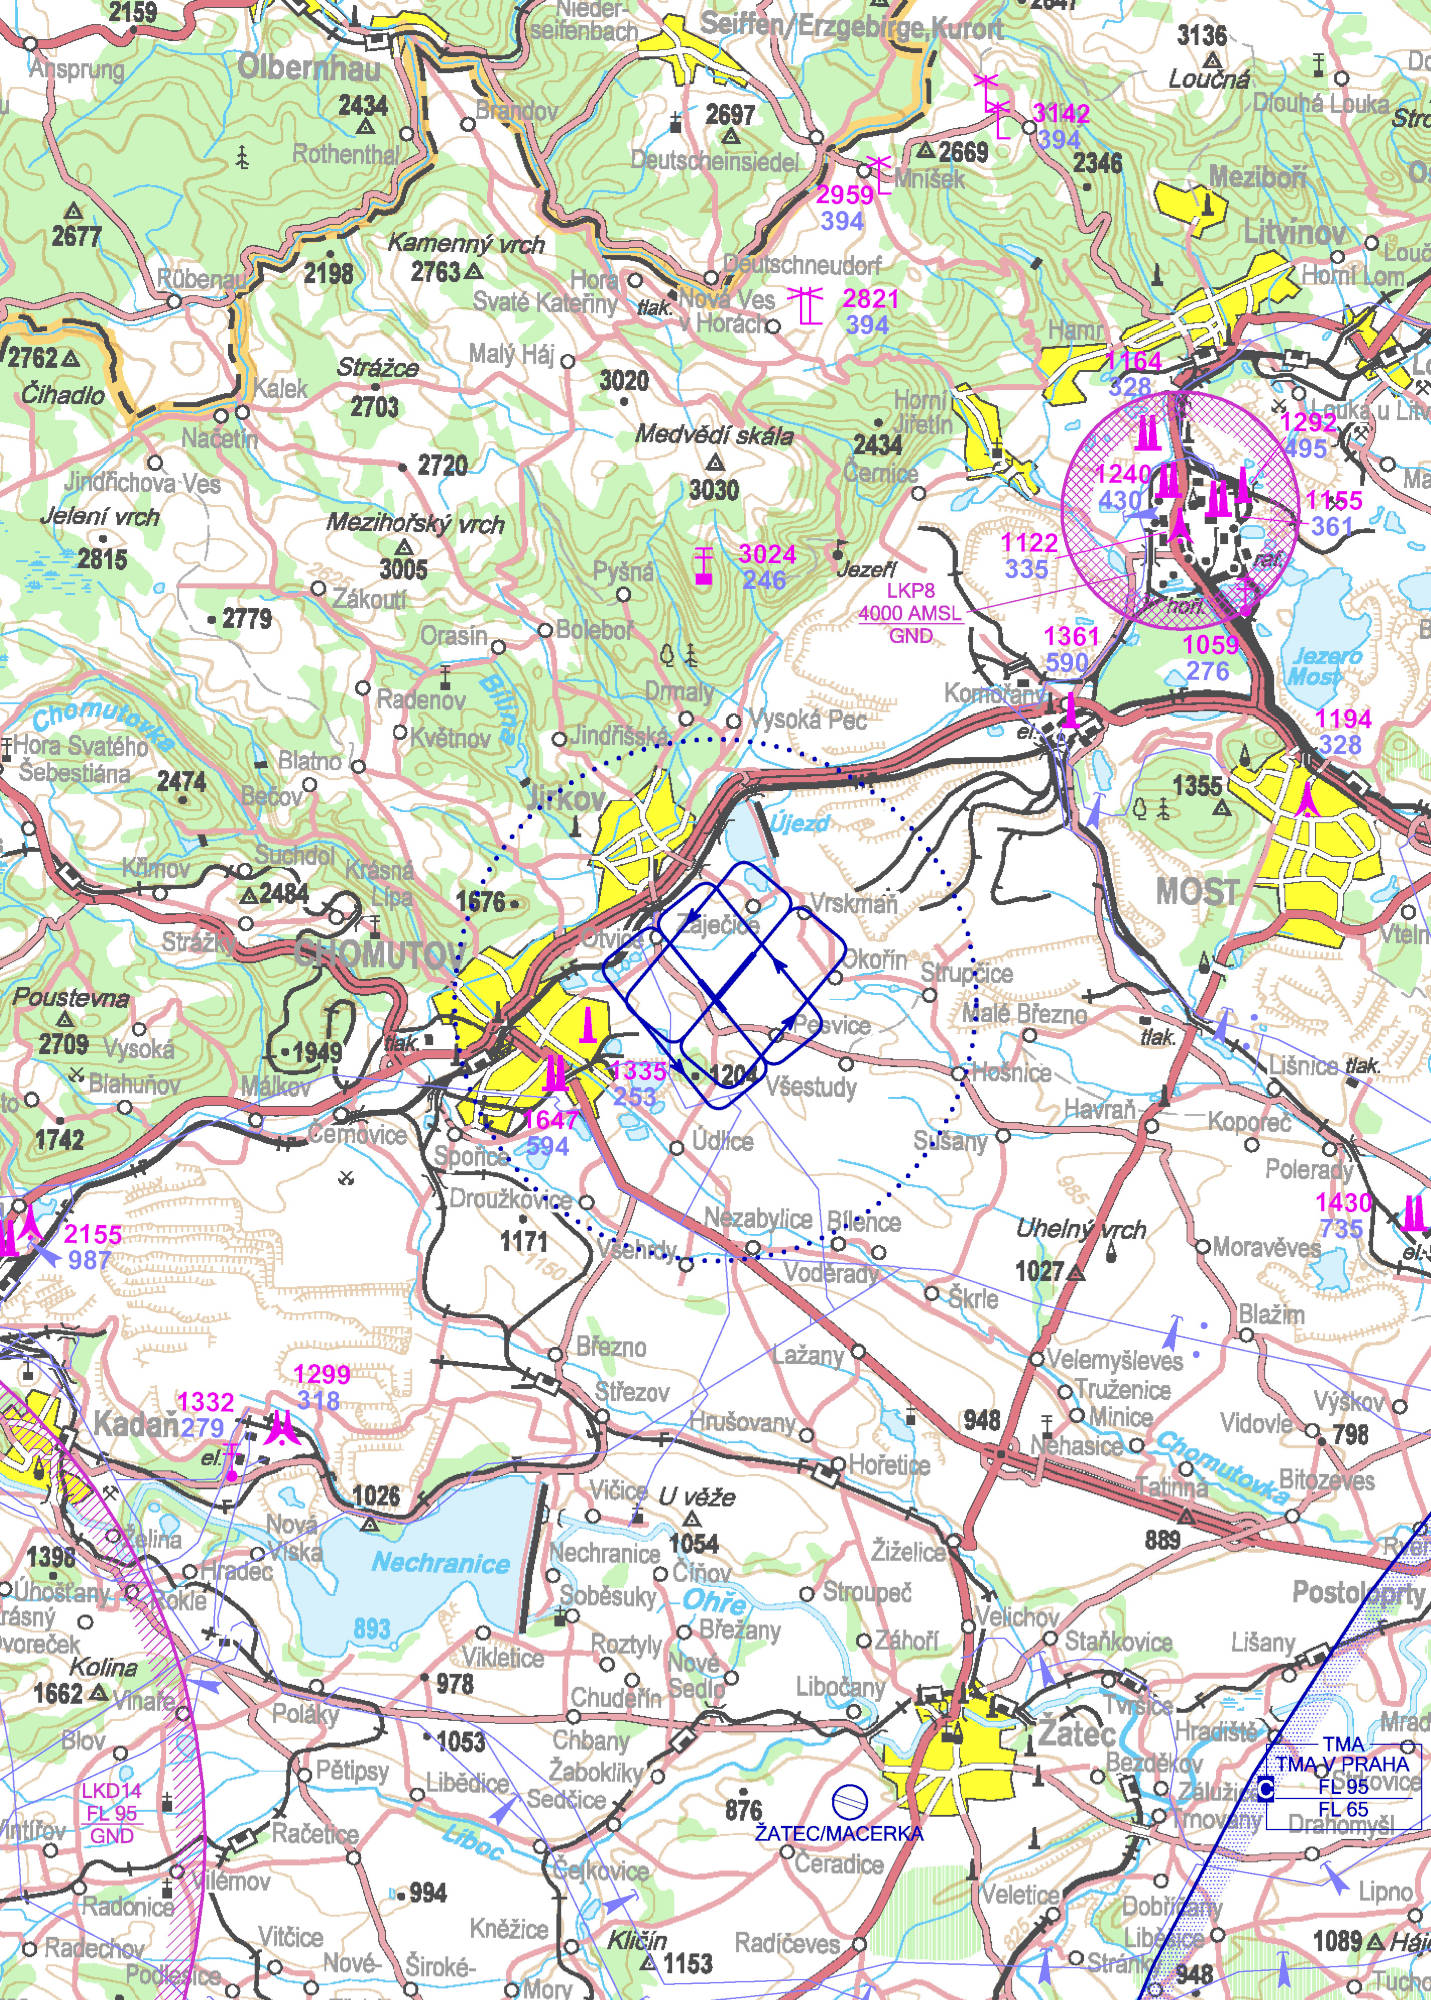 2159
Nieder-
seifenbach
Seiffen/Erzgebirge,Kurort
3136
Loučná
Ansprung
Olbernhau
2434
Rothenthal
Brandov
2697
Deutscheinsiedel
3142
394
2669
2346
Dlouhá Louka
Mníšek
2959
394
Meziboří
Litvínov
2677
Kamenný vrch
2763
2198
Rübenau
Hora
Svaté Kateřiny
tlak.
Deutschneudorf
Nová Ves
v Horách
2821
394
Horní Lom
Hamr
2762
Čihadlo
Strážce
2703
Malý Háj
3020
Kalek
Načetín
1164
328
Horní
Jiřetín
2434
Černice
Louka u Litv
1292
495
Medvědí skála
3030
2720
Jindřichova Ves
Jelení vrch
2815
Mezihořský vrch
3005
1240
430
1155
361
1122
335
3024
246
Jezeří
LKP8
4000 AMSL
GND
Pyšná
Zákoutí
2779
raf.
hoří.
1361
590
1059
276
Jezero
Most
Orasín
Boleboř
Radenov
Bílina
Drmaly
Vysoká Pec
Komořany
el.
Chomutovka
Květnov
Jindřišská
1194
328
Hora Svatého
Šebestiána
2474
Blatno
Bečov
Jirkov
Újezd
1355
MOST
Křimov
Suchdol
Krásná
Lípa
2484
Strážky
1676
CHOMUTOV
Otvice
Zaječice
Vrskmaň
Okořín
Strupčice
Vteln
Poustevna
2709
Vysoká
1949
tlak.
Pesvice
Malé Březno
tlak.
Blahuňov
Málkov
1335
253
1204
Všestudy
Hošnice
Lišnice
tlak.
1742
Černovice
1647
594
Údlice
Sušany
Havraň
Koporeč
Polerady
Spořice
Droužkovice
1171
Všehrdy
1150
Nezabylice
Bílence
Voděrady
985
Uhelný vrch
1027
Moravěves
1430
735
el.
2155
987
Škrle
Blažim
Březno
Lažany
Velemyšleves
Truženice
Minice
Výškov
1332
279
1299
318
Kadaň
el.
Střezov
Hrušovany
948
Nehasice
Vidovle
798
Hořetice
Chomutovka
Bitozeves
Tatinná
889
1026
Vičice
U věže
1054
Nová
Víska
Želina
Hradec
1398
Úhošťany
Rokle
Nechranice
893
Nechranice
Číňov
Žiželice
Soběsuky
Ohře
Stroupeč
Postoloprty
Velichov
Břežany
Záhoří
Staňkovice
Lišany
Vikletice
Roztyly
Nové
Sedlo
Kolina
1662
Vinaře
978
Chudeřín
Libočany
Tvršice
Blov
Poláky
1053
Chbany
Žatec
Hradiště
Pětipsy
Libědice
Žabokliky
Sedčice
Bezděkov
Zálužice
Trnovany
TMA
TMA V PRAHA
C
FL 95
FL 65
Drahomyšl
LKD14
FL 95
GND
Vintířov
Račetice
Liboc
876
ŽATEC/MACERKA
Čejkovice
Čeradice
Vilémov
Radonice
994
Kněžice
Veletice
Dobříčany
Lipno
Radechov
Vitčice
Klíčín
1153
Radíčeves
825
Liběšice
1089
Podlesice
Nové-
Široké-
Mory
Stránk
948